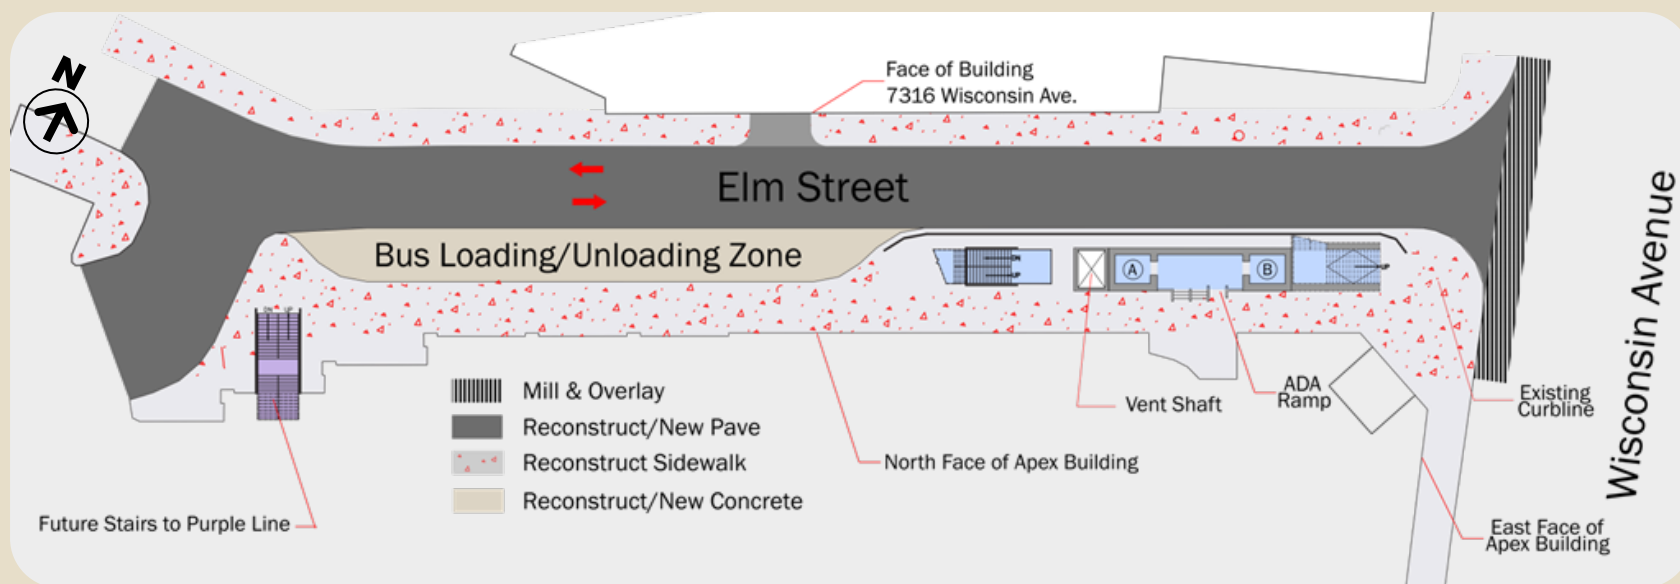 N
Face of Building
7316 Wisconsin Ave.
Elm Street
Bus Loading/Unloading Zone
A
B
Wisconsin Avenue
Mill & Overlay
Reconstruct/New Pave
Reconstruct Sidewalk
Reconstruct/New Concrete
Vent Shaft
ADA
Ramp
Existing
Curbline
North Face of Apex Building
Future Stairs to Purple Line
East Face of
Apex Building